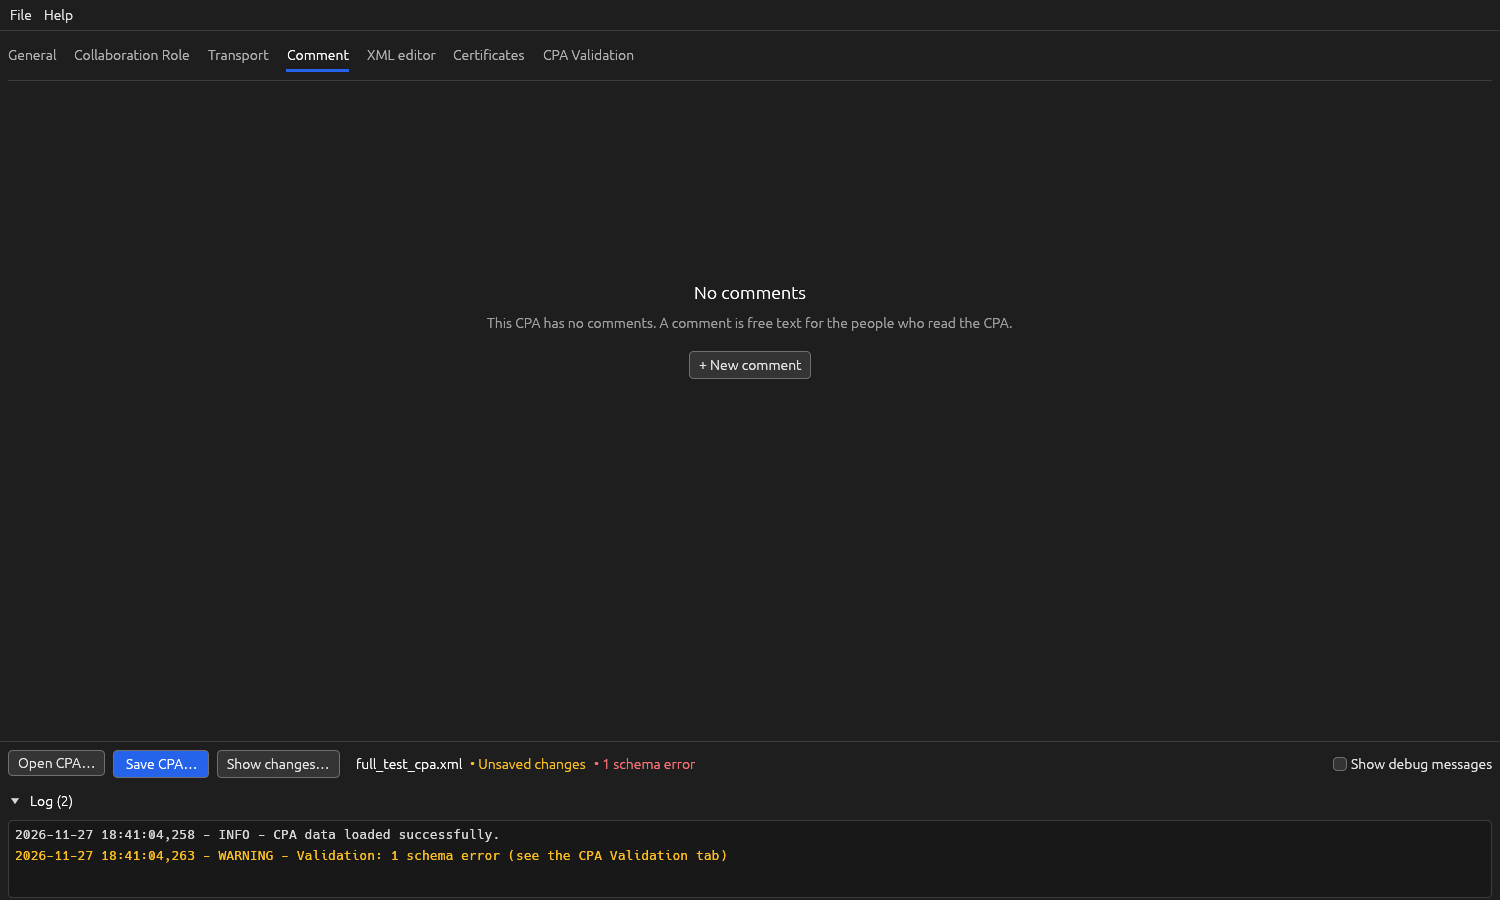 File Help
General Collaboration Role Transport Comment XML editor Certificates CPA Validation
No comments
This CPA has no comments. A comment is free text for the people who read the CPA.
+ New comment
Open CPA... Save CPA... Show changes... full_test_cpa.xml • Unsaved changes • 1 schema error Show debug messages
▼ Log (2)
2026-11-27 18:41:04,258 - INFO - CPA data loaded successfully.
2026-11-27 18:41:04,263 - WARNING - Validation: 1 schema error (see the CPA Validation tab)